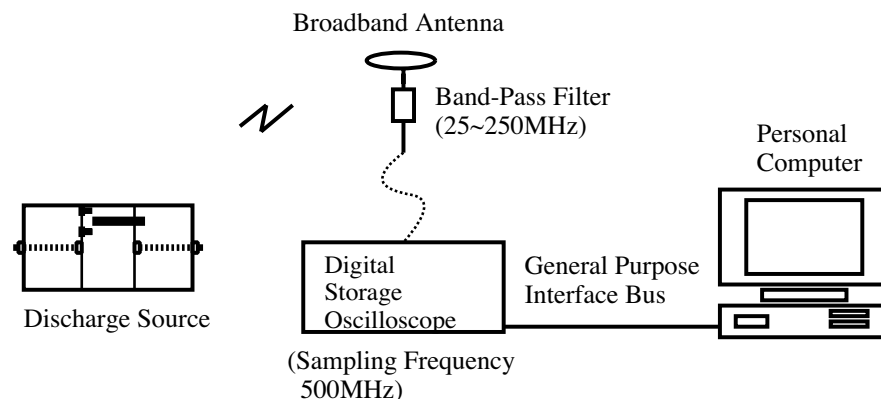 Broadband Antenna
Band-Pass Filter
(25~250MHz)
Personal
Computer
Digital
Storage
Oscilloscope
General Purpose
Interface Bus
Discharge Source
(Sampling Frequency
500MHz)